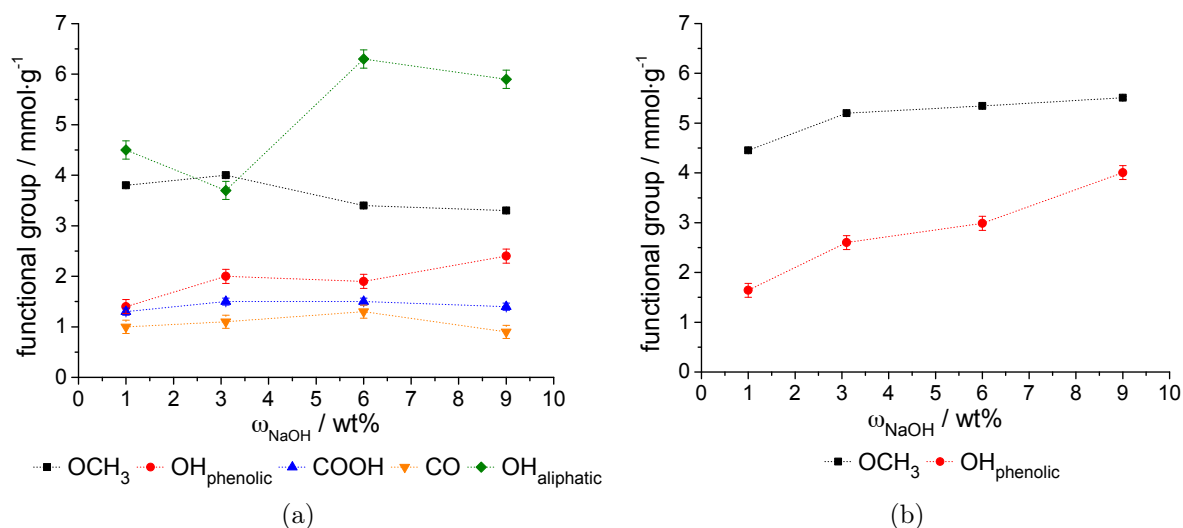 functional group / mmol·g⁻¹
7
6
5
4
3
2
1
0
0 1 2 3 4 5 6 7 8 9 10
ω_NaOH / wt%
OCH₃ OH_phenolic COOH CO OH_aliphatic
(a)
functional group / mmol·g⁻¹
7
6
5
4
3
2
1
0
0 1 2 3 4 5 6 7 8 9 10
ω_NaOH / wt%
OCH₃ OH_phenolic
(b)